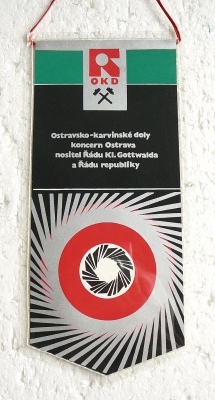 OKD
Ostravsko-karvinské doly
koncern Ostrava
nositel Řádu Kl. Gottwalda
a Řádu republiky